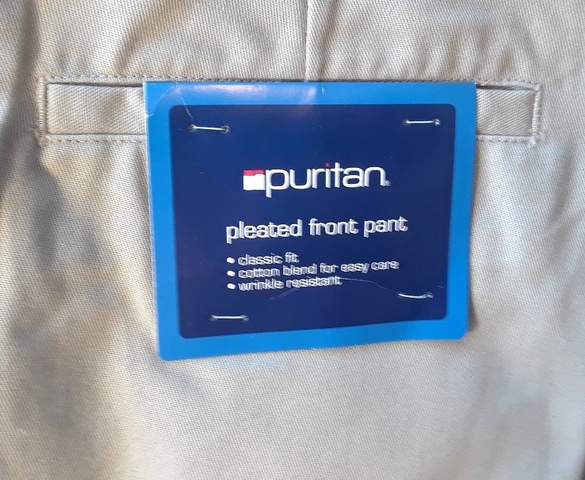 puritan
pleated front pant
• classic fit
• cotton blend for easy care
• wrinkle resistant